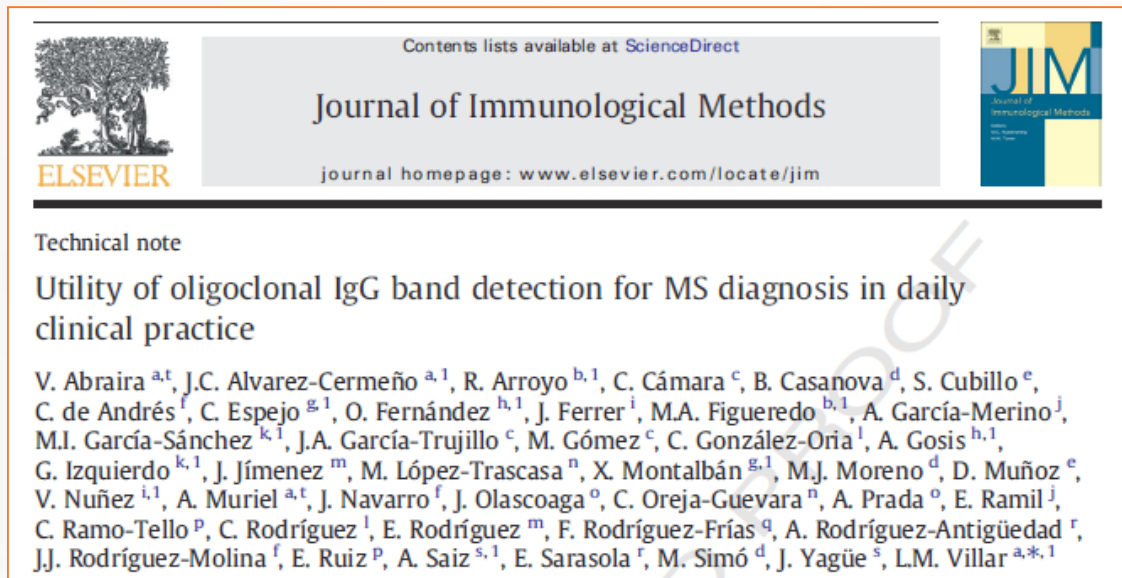 Contents lists available at ScienceDirect
Journal of Immunological Methods
journal homepage: www.elsevier.com/locate/jim
ELSEVIER
JIM
Journal of
Immunological Methods
Technical note
Utility of oligoclonal IgG band detection for MS diagnosis in daily
clinical practice
V. Abraira a,t, J.C. Alvarez-Cermeño a,1, R. Arroyo b,1, C. Cámara c, B. Casanova d, S. Cubillo e,
C. de Andrés f, C. Espejo g,1, O. Fernández h,1, J. Ferrer i, M.A. Figueredo b,1, A. García-Merino j,
M.I. García-Sánchez k,1, J.A. García-Trujillo c, M. Gómez c, C. González-Oria l, A. Gosis h,1,
G. Izquierdo k,1, J. Jímenez m, M. López-Trascasa n, X. Montalbán g,1, M.J. Moreno d, D. Muñoz e,
V. Nuñez i,1, A. Muriel a,t, J. Navarro f, J. Olascoaga o, C. Oreja-Guevara n, A. Prada o, E. Ramil j,
C. Ramo-Tello p, C. Rodríguez l, E. Rodríguez m, F. Rodríguez-Frías q, A. Rodríguez-Antigüedad r,
J.J. Rodríguez-Molina f, E. Ruiz p, A. Saiz s,1, E. Sarasola r, M. Simó d, J. Yagüe s, L.M. Villar a,*,1
PROOF